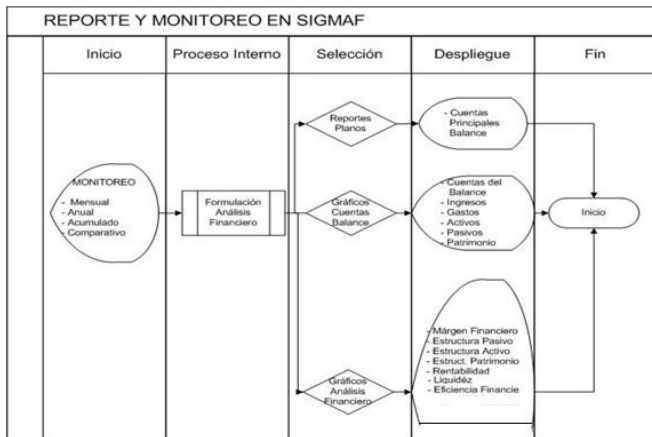 REPORTE Y MONITOREO EN SIGMAF
Inicio
Proceso Interno
Selección
Despliegue
Fin
MONITOREO
- Mensual
- Anual
- Acumulado
- Comparativo
Formulación
Análisis
Financiero
Reportes
Planos
- Cuentas
Principales
Balance
Gráficos
Cuentas
Balance
- Cuentas del
Balance
- Ingresos
- Gastos
- Activos
- Pasivos
- Patrimonio
Inicio
Gráficos
Análisis
Financiero
- Márgen Financiero
- Estructura Pasivo
- Estructura Activo
- Estruct. Patrimonio
- Rentabilidad
- Liquidéz
- Eficiencia Financie